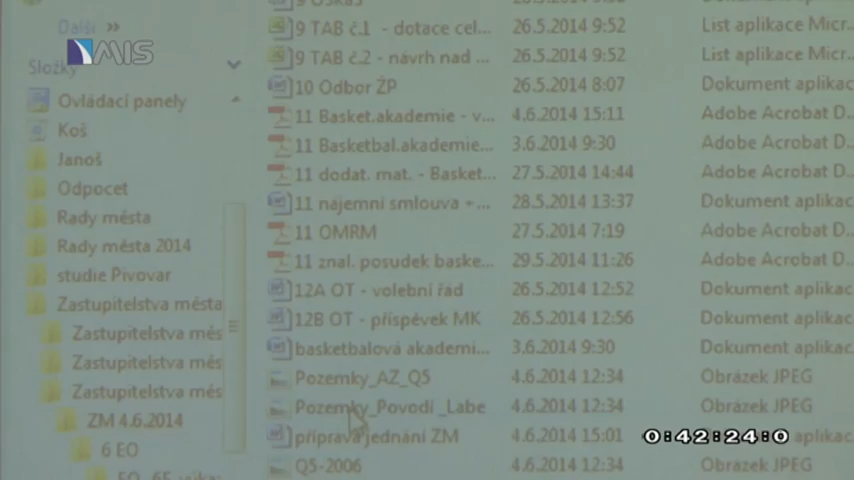 Další »
MIS
Složky
Ovládací panely
Koš
Janoš
Odpocet
Rady města
Rady města 2014
studie Pivovar
Zastupitelstva města
Zastupitelstva měs
Zastupitelstva měs
Zastupitelstva měs
ZM 4.6.2014
6 EO
9 TAB č.1 - dotace cel... 26.5.2014 9:52 List aplikace Micr..
9 TAB č.2 - návrh nad ... 26.5.2014 9:52 List aplikace Micr..
10 Odbor ŽP 26.5.2014 8:07 Dokument aplikac
11 Basket.akademie - v... 4.6.2014 15:11 Adobe Acrobat D..
11 Basketbal.akademie... 3.6.2014 9:30 Adobe Acrobat D..
11 dodat. mat. - Basket... 27.5.2014 14:44 Adobe Acrobat D..
11 najemní smlouva +... 28.5.2014 13:37 Dokument aplikac
11 OMRM 27.5.2014 7:19 Adobe Acrobat D..
11 znal. posudek baske... 29.5.2014 11:26 Adobe Acrobat D..
12A OT - volební řád 26.5.2014 12:52 Dokument aplikac
12B OT - příspěvek MK 26.5.2014 12:56 Dokument aplikac
basketbalová akademi... 3.6.2014 9:30 Dokument aplikac
Pozemky_AZ_Q5 4.6.2014 12:34 Obrázek JPEG
Pozemky_Povodí _Labe 4.6.2014 12:34 Obrázek JPEG
příprava jednání ZM 4.6.2014 15:01 aplikac
Q5-2006 4.6.2014 12:34 Obrázek JPEG
0:42:24:0